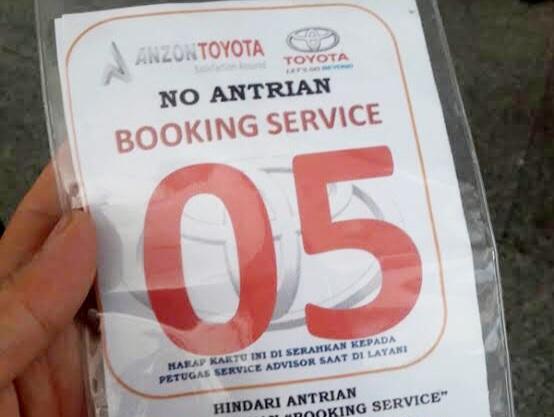 ANZONTOYOTA
Satisfaction Assured
TOYOTA
LET'S GO BEYOND
NO ANTRIAN
BOOKING SERVICE
05
HARAP KARTU INI DI SERAHKAN KEPADA
PETUGAS SERVICE ADVISOR SAAT DI LAYANI
HINDARI ANTRIAN
"BOOKING SERVICE"